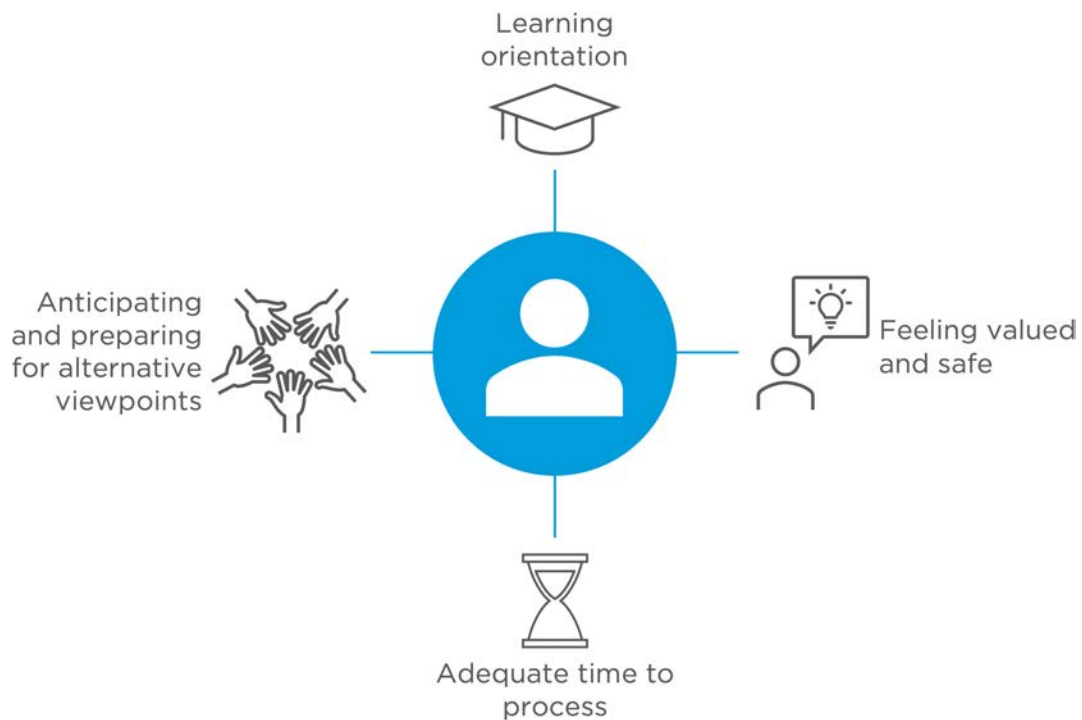 Learning
orientation
Anticipating
and preparing
for alternative
viewpoints
Feeling valued
and safe
Adequate time to
process